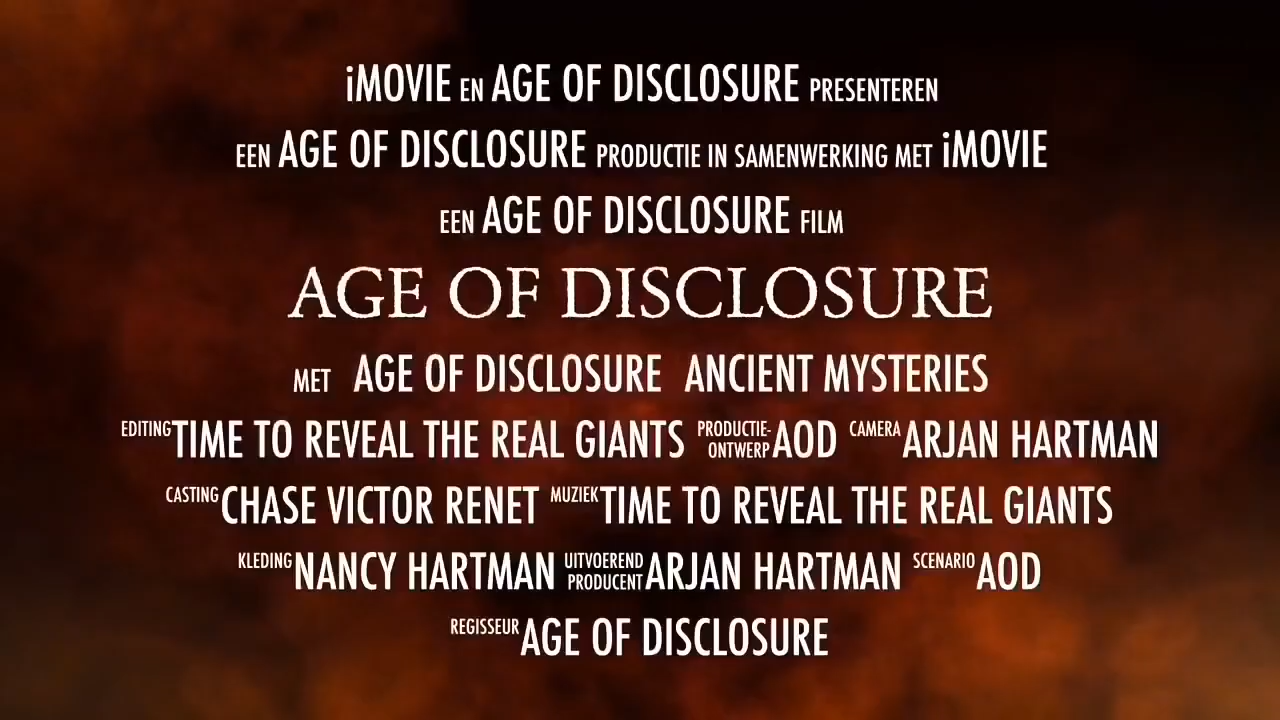 iMOVIE EN AGE OF DISCLOSURE PRESENTEREN
EEN AGE OF DISCLOSURE PRODUCTIE IN SAMENWERKING MET iMOVIE
EEN AGE OF DISCLOSURE FILM
AGE OF DISCLOSURE
MET AGE OF DISCLOSURE ANCIENT MYSTERIES
EDITING TIME TO REVEAL THE REAL GIANTS PRODUCTIE-ONTWERP AOD CAMERA ARJAN HARTMAN
CASTING CHASE VICTOR RENET MUZIEK TIME TO REVEAL THE REAL GIANTS
KLEDING NANCY HARTMAN UITVOEREND PRODUCENT ARJAN HARTMAN SCENARIO AOD
REGISSEUR AGE OF DISCLOSURE